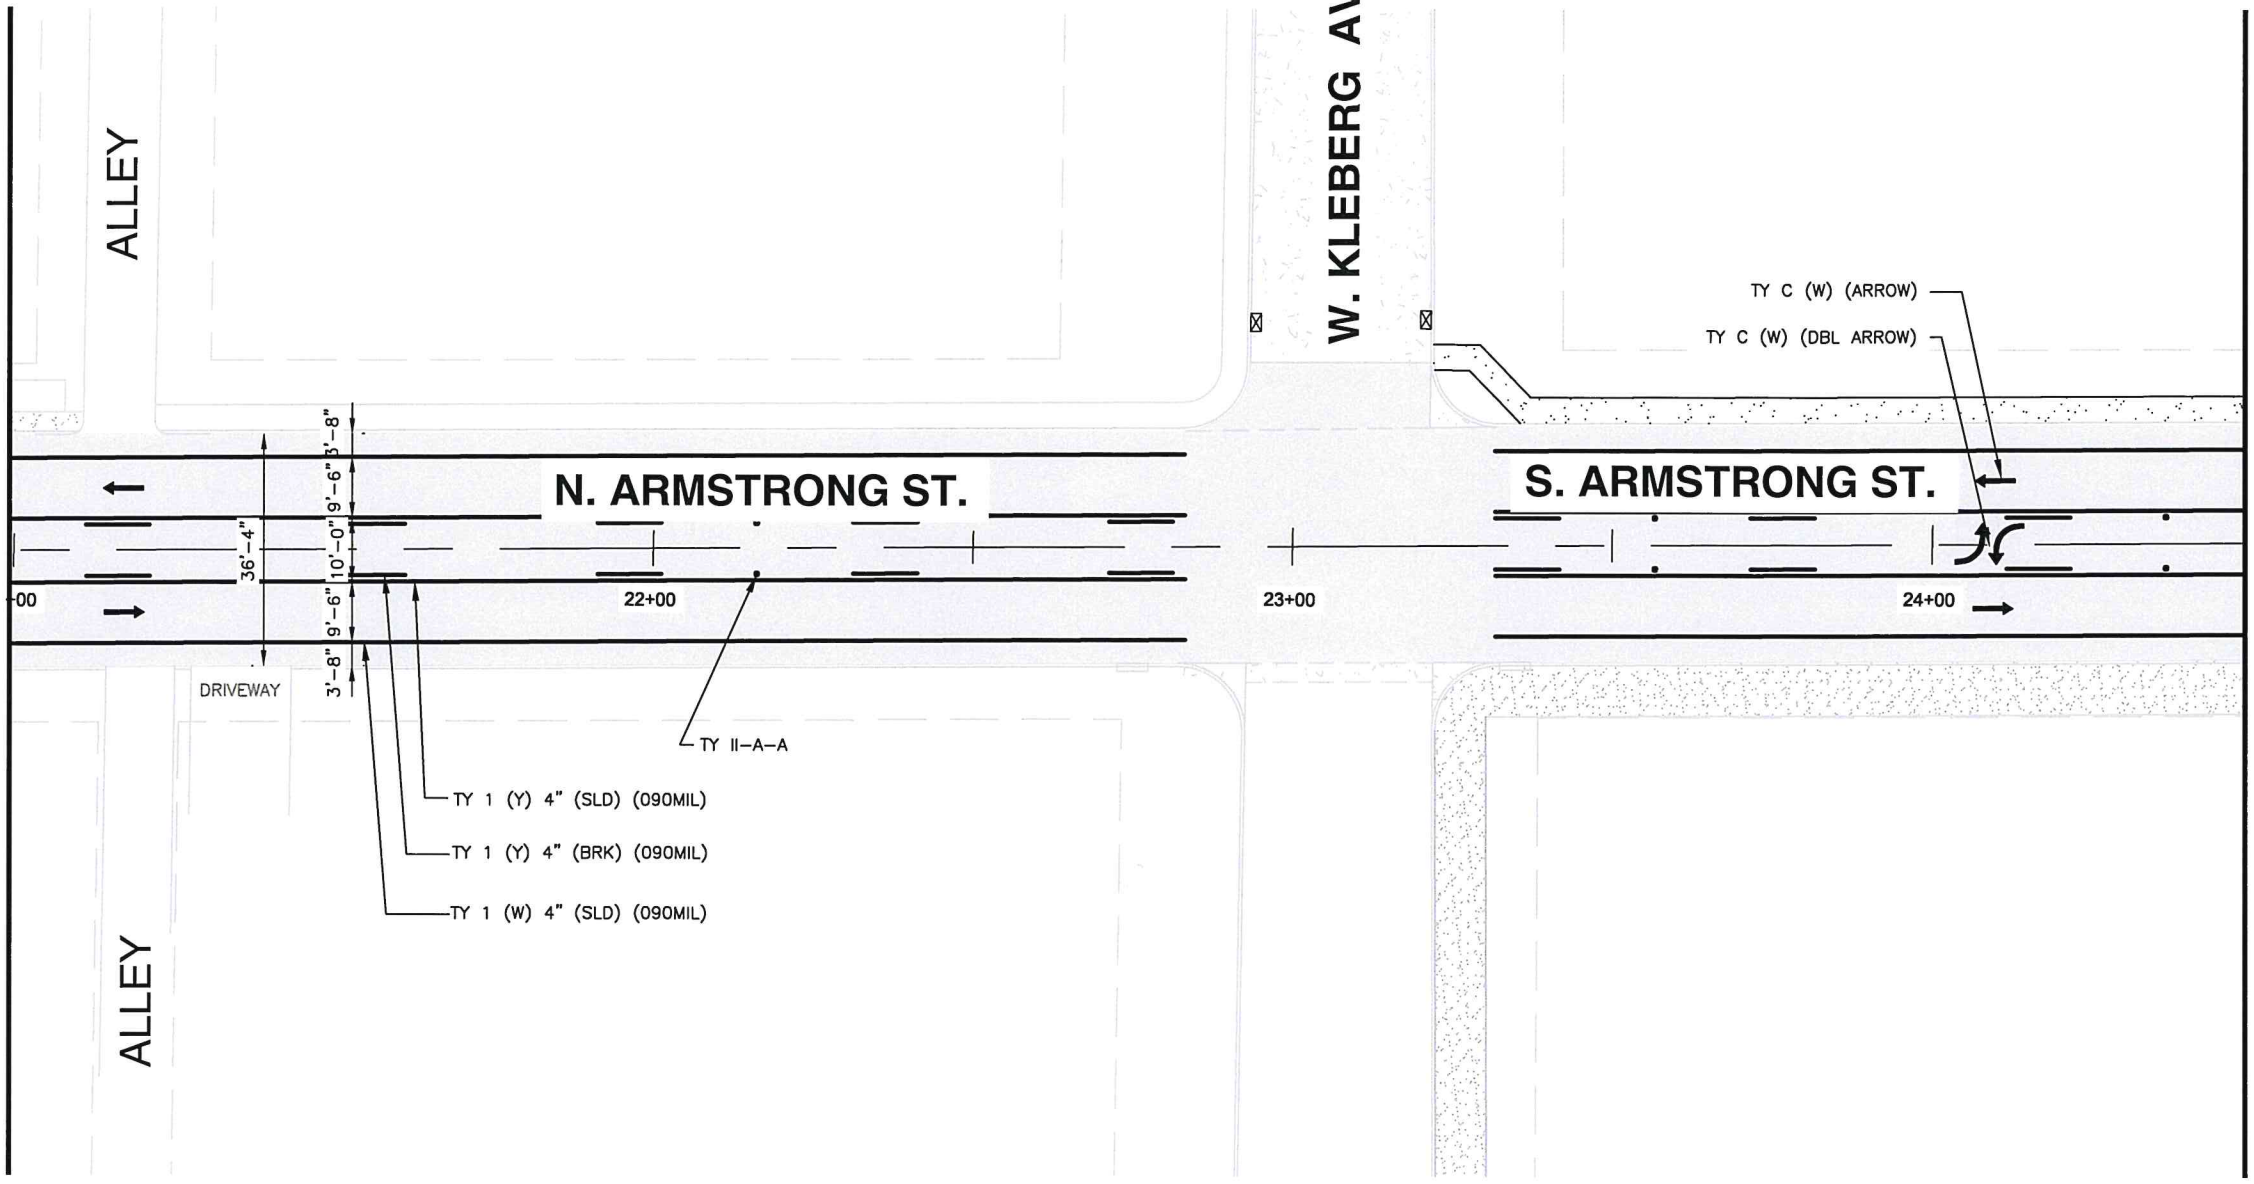 ALLEY
W. KLEBERG AV
TY C (W) (ARROW)
TY C (W) (DBL ARROW)
3'-8"
9'-6"
36'-4"
10'-0"
9'-6"
3'-8"
N. ARMSTRONG ST.
S. ARMSTRONG ST.
+00
22+00
23+00
24+00
DRIVEWAY
TY II-A-A
TY 1 (Y) 4" (SLD) (090MIL)
TY 1 (Y) 4" (BRK) (090MIL)
TY 1 (W) 4" (SLD) (090MIL)
ALLEY